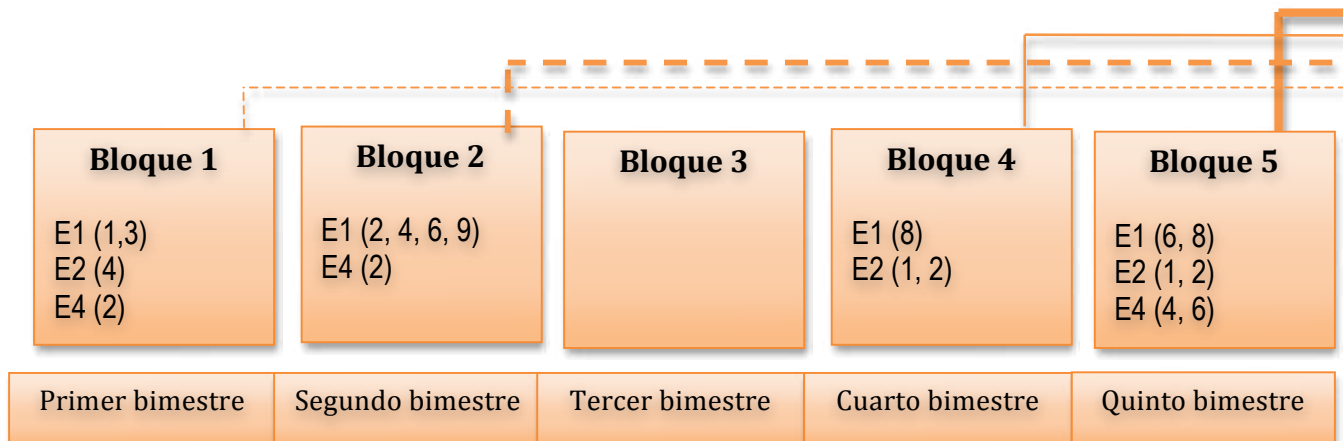 Bloque 1
E1 (1,3)
E2 (4)
E4 (2)
Bloque 2
E1 (2, 4, 6, 9)
E4 (2)
Bloque 3
Bloque 4
E1 (8)
E2 (1, 2)
Bloque 5
E1 (6, 8)
E2 (1, 2)
E4 (4, 6)
Primer bimestre
Segundo bimestre
Tercer bimestre
Cuarto bimestre
Quinto bimestre